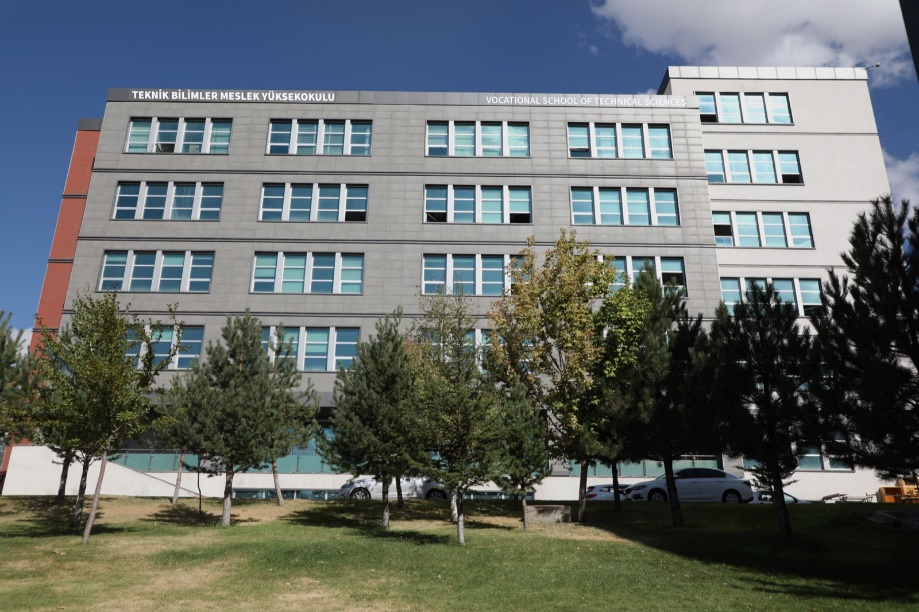 TEKNİK BİLİMLER MESLEK YÜKSEKOKULU
VOCATIONAL SCHOOL OF TECHNICAL SCIENCES